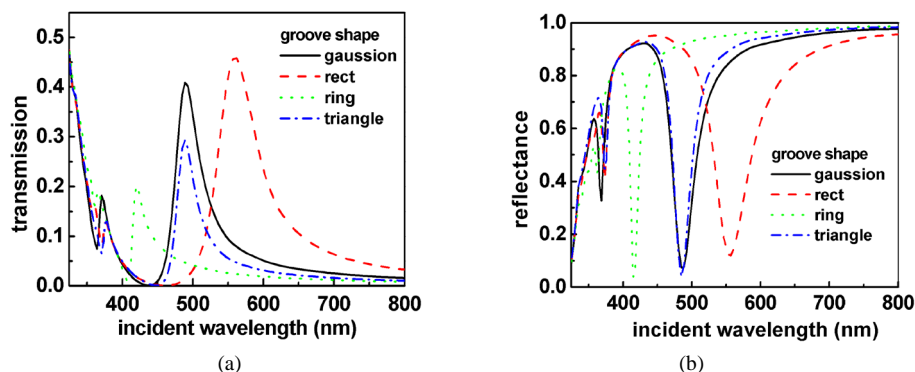 0.5
0.4
0.3
0.2
0.1
0.0
transmission
groove shape
gaussion
rect
ring
triangle
400 500 600 700 800
incident wavelength (nm)
(a)
1.0
0.8
0.6
0.4
0.2
0.0
reflectance
groove shape
gaussion
rect
ring
triangle
400 500 600 700 800
incident wavelength (nm)
(b)